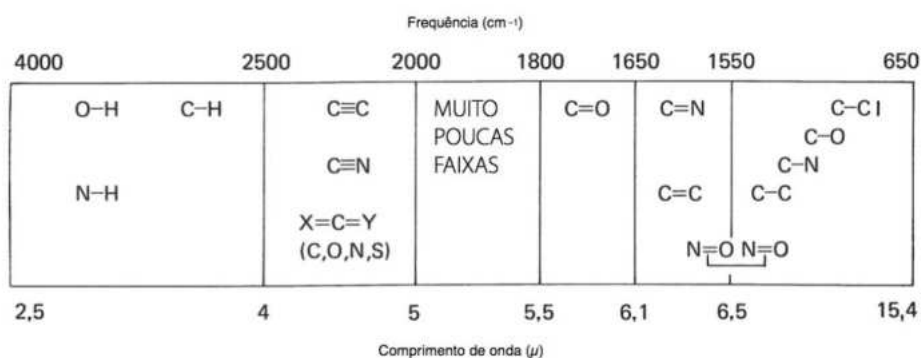 Frequência (cm⁻¹)
4000 2500 2000 1800 1650 1550 650
O–H C–H C≡C MUITO C=O C=N C–Cl
POUCAS C–O
C≡N FAIXAS C–N
N–H C=C C–C
X=C=Y
(C,O,N,S) N=O N=O
2,5 4 5 5,5 6,1 6,5 15,4
Comprimento de onda (μ)